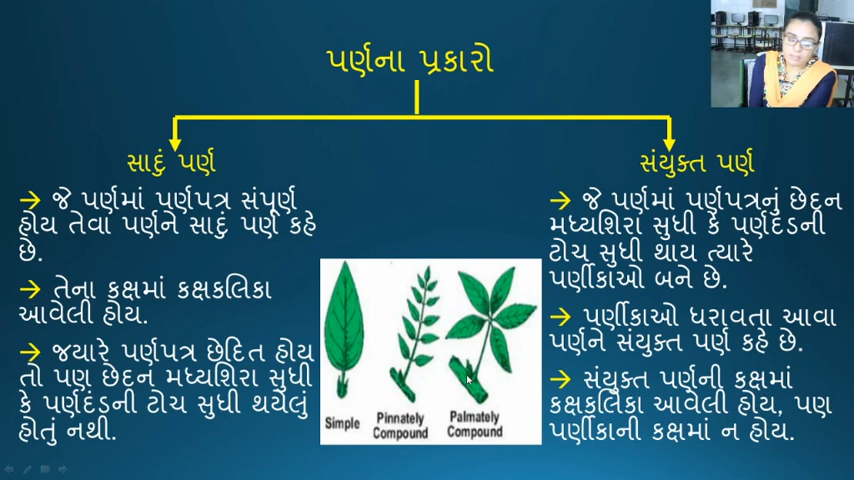 પર્ણના પ્રકારો
સાદું પર્ણ
→ જે પર્ણમાં પર્ણપત્ર સંપૂર્ણ
હોય તેવા પર્ણને સાદું પર્ણ કહે
છે.
→ તેના કક્ષમાં કક્ષકલિકા
આવેલી હોય.
→ જયારે પર્ણપત્ર છેદિત હોય
તો પણ છેદન મધ્યશિરા સુધી
કે પર્ણદંડની ટોચ સુધી થયેલું
હોતું નથી.
Simple
Pinnately
Compound
Palmately
Compound
સંયુક્ત પર્ણ
→ જે પર્ણમાં પર્ણપત્રનું છેદન
મધ્યશિરા સુધી કે પર્ણદંડની
ટોચ સુધી થાય ત્યારે
પર્ણીકાઓ બને છે.
→ પર્ણીકાઓ ધરાવતા આવા
પર્ણને સંયુક્ત પર્ણ કહે છે.
→ સંયુક્ત પર્ણની કક્ષમાં
કક્ષકલિકા આવેલી હોય, પણ
પર્ણીકાની કક્ષમાં ન હોય.